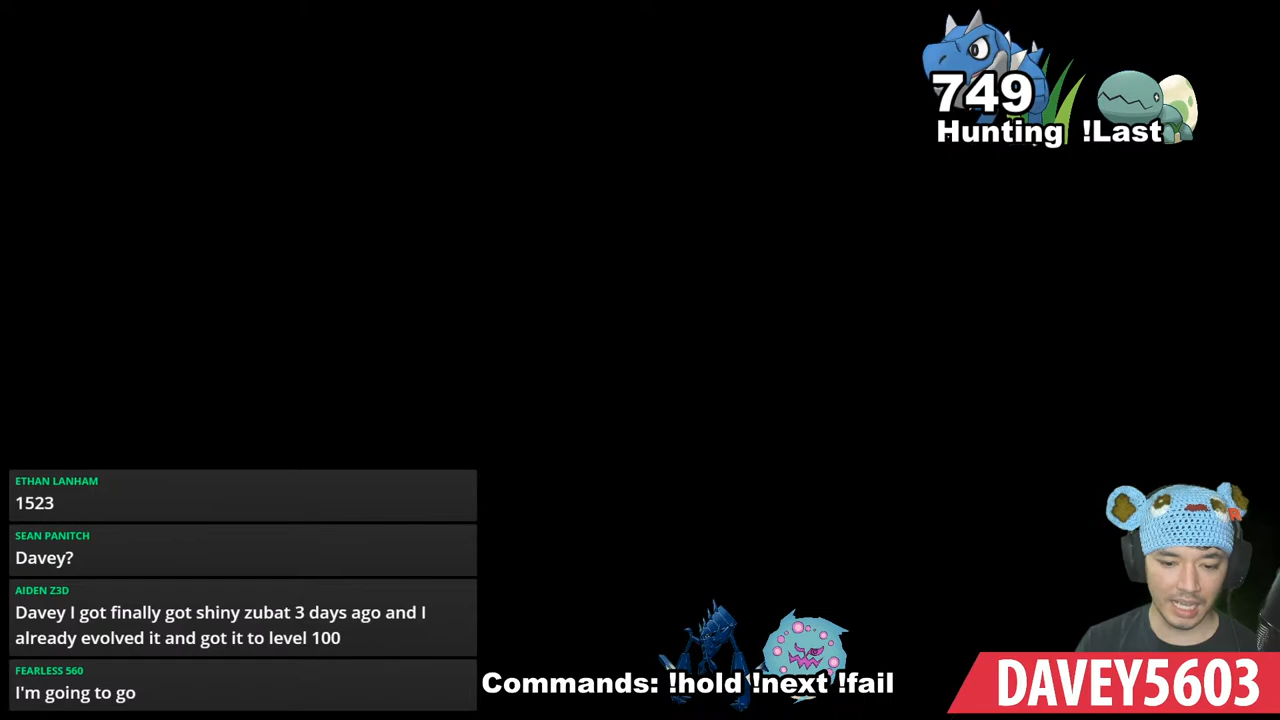 749
Hunting !Last
ETHAN LANHAM
1523
SEAN PANITCH
Davey?
AIDEN Z3D
Davey I got finally got shiny zubat 3 days ago and I
already evolved it and got it to level 100
FEARLESS 560
I'm going to go
Commands: !hold !next !fail
DAVEY5603